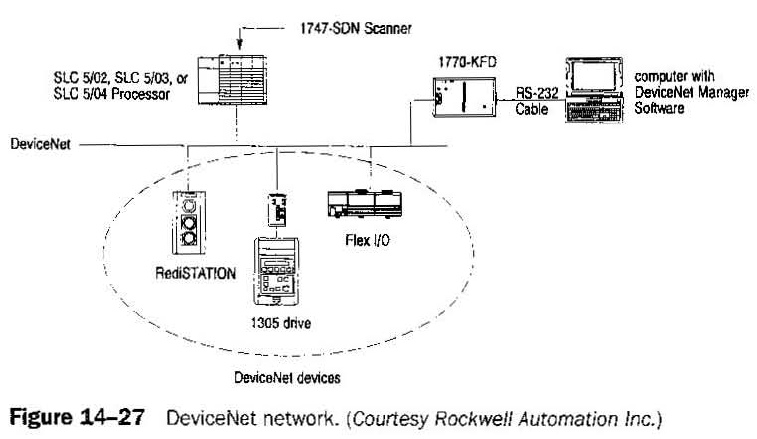 1747-SDN Scanner
SLC 5/02, SLC 5/03, or
SLC 5/04 Processor
1770-KFD
RS-232
Cable
computer with
DeviceNet Manager
Software
DeviceNet
RediSTATION
1305 drive
Flex I/O
DeviceNet devices
Figure 14–27 DeviceNet network. (Courtesy Rockwell Automation Inc.)